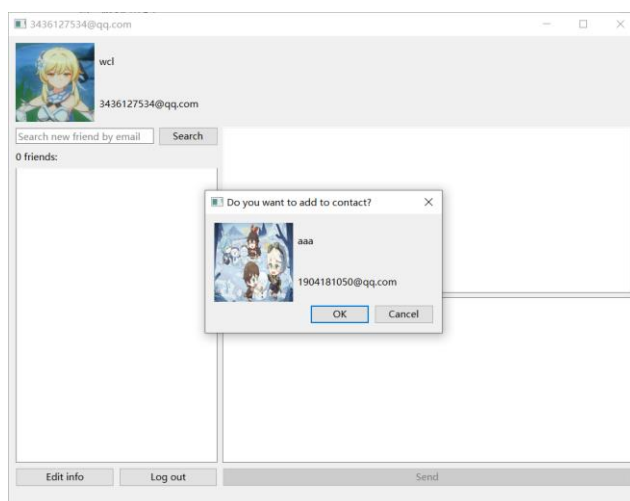 3436127534@qq.com
wcl
3436127534@qq.com
Search new friend by email
Search
0 friends:
Do you want to add to contact?
aaa
1904181050@qq.com
OK
Cancel
Edit info
Log out
Send